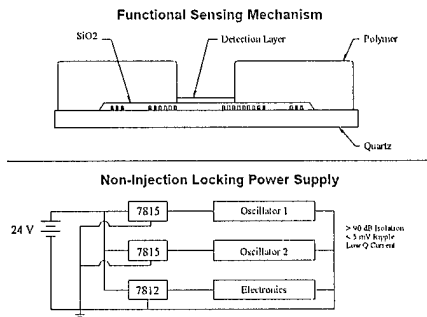 Functional Sensing Mechanism
SiO2
Detection Layer
Polymer
Quartz
Non-Injection Locking Power Supply
24 V
7815
Oscillator 1
7815
Oscillator 2
7812
Electronics
> 90 dB Isolation
< 5 mV Ripple
Low Q Current